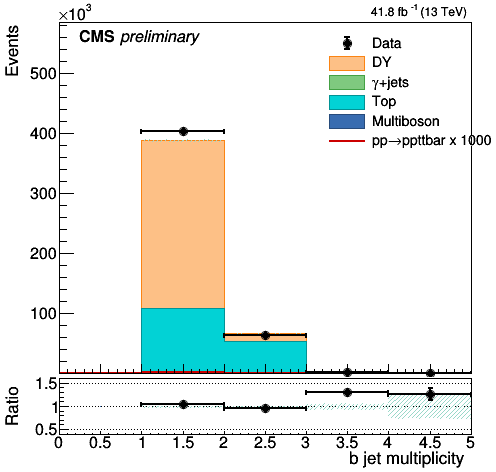 ×10³
41.8 fb⁻¹ (13 TeV)
CMS preliminary
Events
500
400
300
200
100
Data
DY
γ+jets
Top
Multiboson
pp→ppttbar x 1000
Ratio
1.5
1
0.5
0 0.5 1 1.5 2 2.5 3 3.5 4 4.5 5
b jet multiplicity